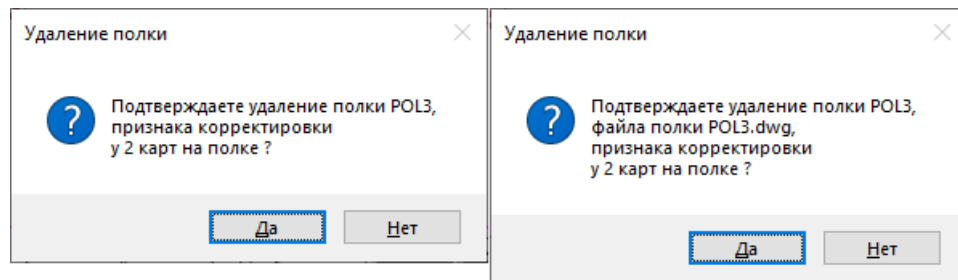 Удаление полки
Подтверждаете удаление полки POL3,
признака корректировки
у 2 карт на полке ?
Да
Нет
Удаление полки
Подтверждаете удаление полки POL3,
файла полки POL3.dwg,
признака корректировки
у 2 карт на полке ?
Да
Нет